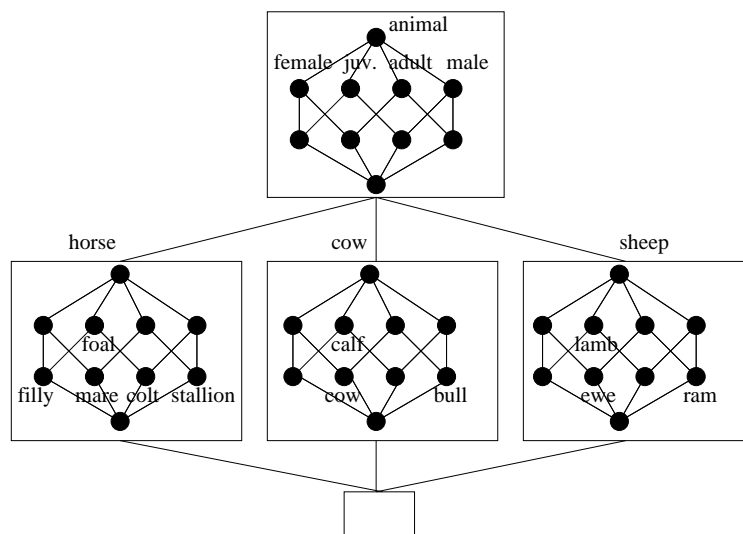 animal
female juv. adult male
horse cow sheep
foal calf lamb
filly mare colt stallion cow bull ewe ram